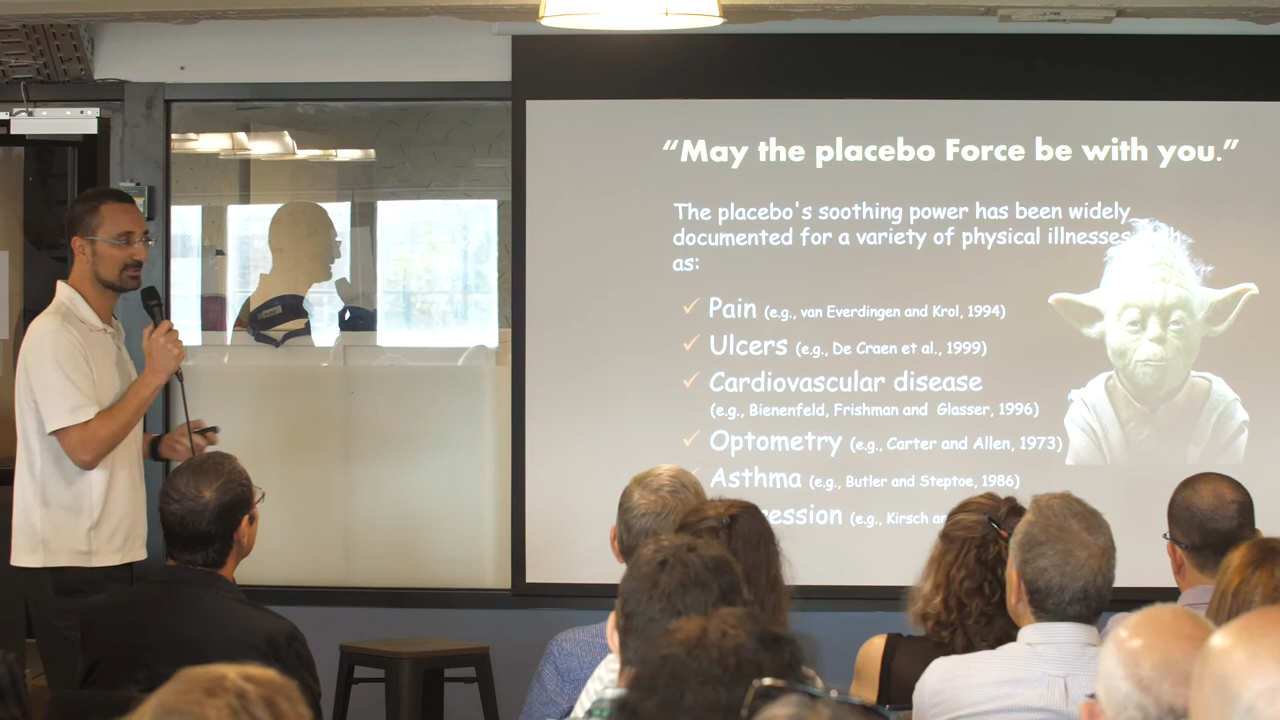 “May the placebo Force be with you.”
The placebo's soothing power has been widely
documented for a variety of physical illnesses
as:
✓ Pain (e.g., van Everdingen and Krol, 1994)
✓ Ulcers (e.g., De Craen et al., 1999)
✓ Cardiovascular disease
(e.g., Bienenfeld, Frishman and Glasser, 1996)
✓ Optometry (e.g., Carter and Allen, 1973)
Asthma (e.g., Butler and Steptoe, 1986)
ression (e.g., Kirsch an